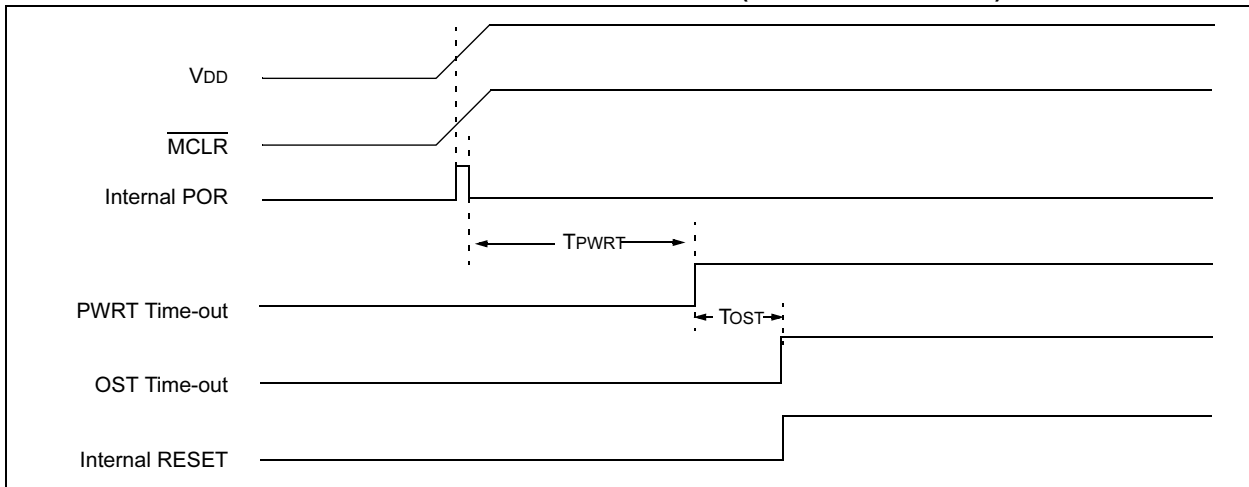 VDD
MCLR
Internal POR
TPWRT
PWRT Time-out
TOST
OST Time-out
Internal RESET